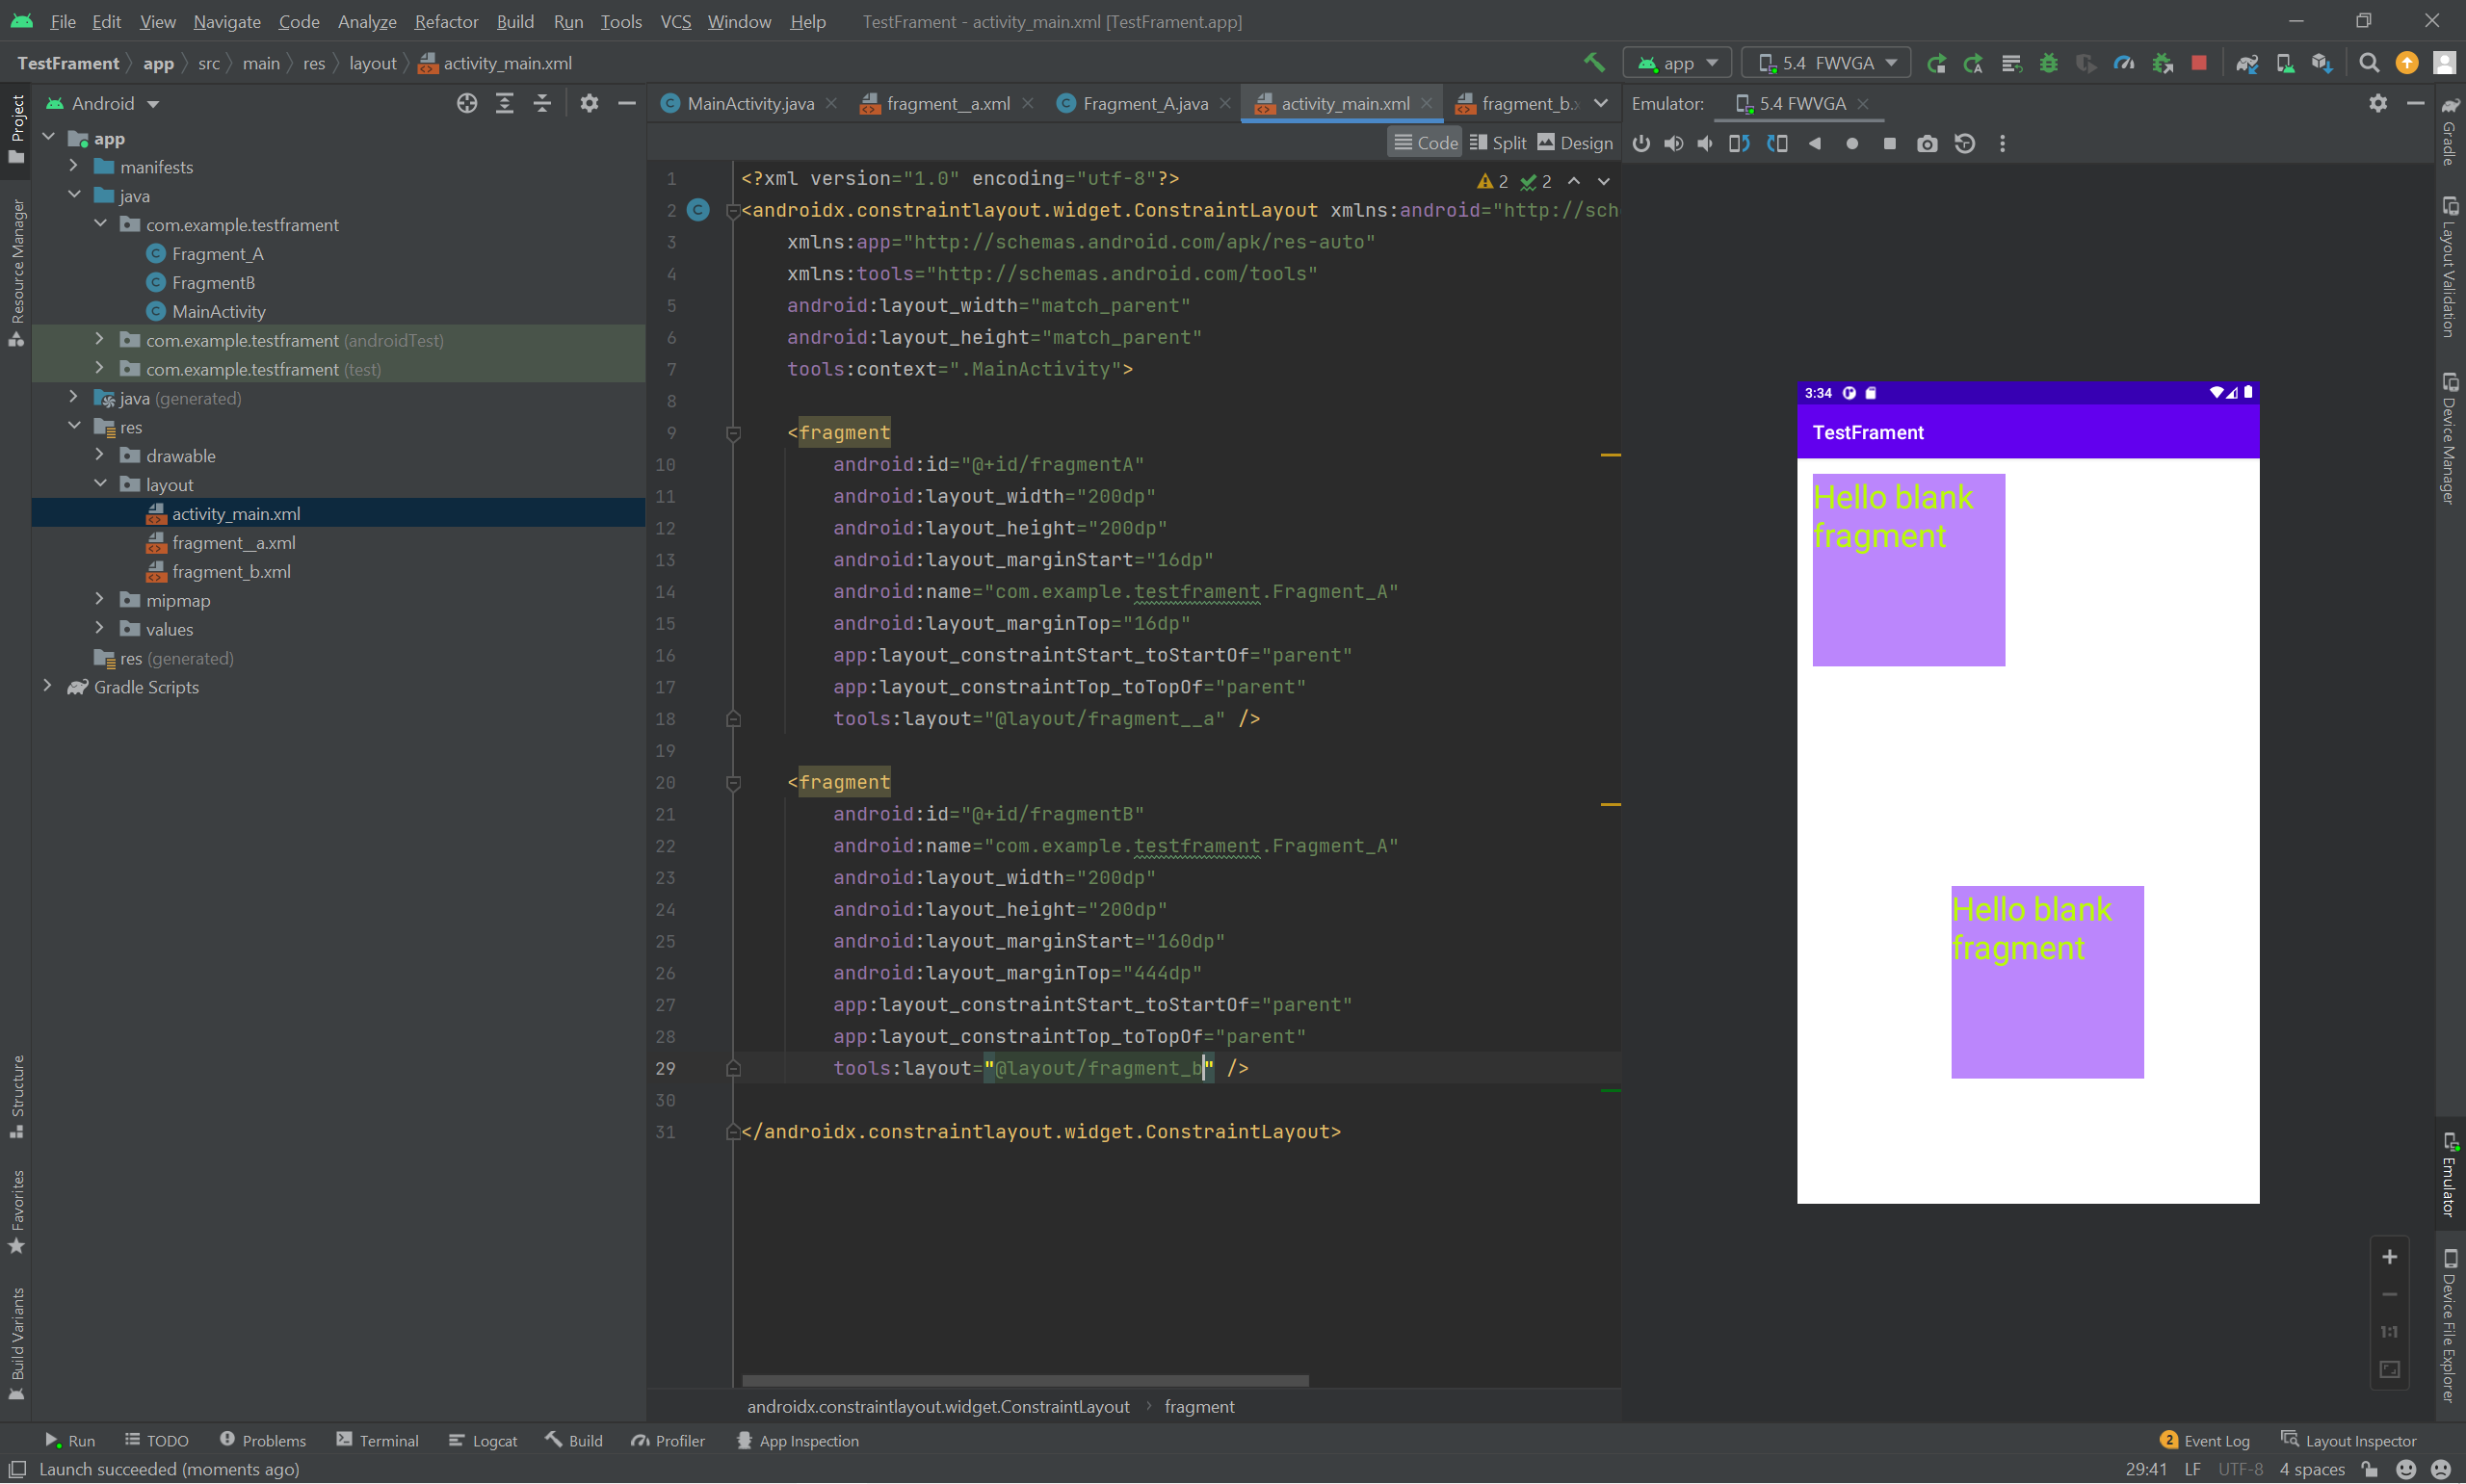 File Edit View Navigate Code Analyze Refactor Build Run Tools VCS Window Help TestFrament - activity_main.xml [TestFrament.app]
TestFrament app src main res layout activity_main.xml
app
5.4 FWVGA
Project
Resource Manager
Structure
Favorites
Build Variants
Android
app
manifests
java
com.example.testframent
Fragment_A
FragmentB
MainActivity
com.example.testframent (androidTest)
com.example.testframent (test)
java (generated)
res
drawable
layout
activity_main.xml
fragment__a.xml
fragment_b.xml
mipmap
values
res (generated)
Gradle Scripts
MainActivity.java fragment__a.xml Fragment_A.java activity_main.xml fragment_b.x
Code Split Design
2 2
1 <?xml version="1.0" encoding="utf-8"?>
2 <androidx.constraintlayout.widget.ConstraintLayout xmlns:android="http://sch
3 xmlns:app="http://schemas.android.com/apk/res-auto"
4 xmlns:tools="http://schemas.android.com/tools"
5 android:layout_width="match_parent"
6 android:layout_height="match_parent"
7 tools:context=".MainActivity">
8
9 <fragment
10 android:id="@+id/fragmentA"
11 android:layout_width="200dp"
12 android:layout_height="200dp"
13 android:layout_marginStart="16dp"
14 android:name="com.example.testframent.Fragment_A"
15 android:layout_marginTop="16dp"
16 app:layout_constraintStart_toStartOf="parent"
17 app:layout_constraintTop_toTopOf="parent"
18 tools:layout="@layout/fragment__a" />
19
20 <fragment
21 android:id="@+id/fragmentB"
22 android:name="com.example.testframent.Fragment_A"
23 android:layout_width="200dp"
24 android:layout_height="200dp"
25 android:layout_marginStart="160dp"
26 android:layout_marginTop="444dp"
27 app:layout_constraintStart_toStartOf="parent"
28 app:layout_constraintTop_toTopOf="parent"
29 tools:layout="@layout/fragment_b" />
30
31 </androidx.constraintlayout.widget.ConstraintLayout>
androidx.constraintlayout.widget.ConstraintLayout fragment
Emulator: 5.4 FWVGA
3:34
TestFrament
Hello blank
fragment
Hello blank
fragment
1:1
Gradle
Layout Validation
Device Manager
Emulator
Device File Explorer
Run TODO Problems Terminal Logcat Build Profiler App Inspection
2 Event Log Layout Inspector
Launch succeeded (moments ago)
29:41 LF UTF-8 4 spaces